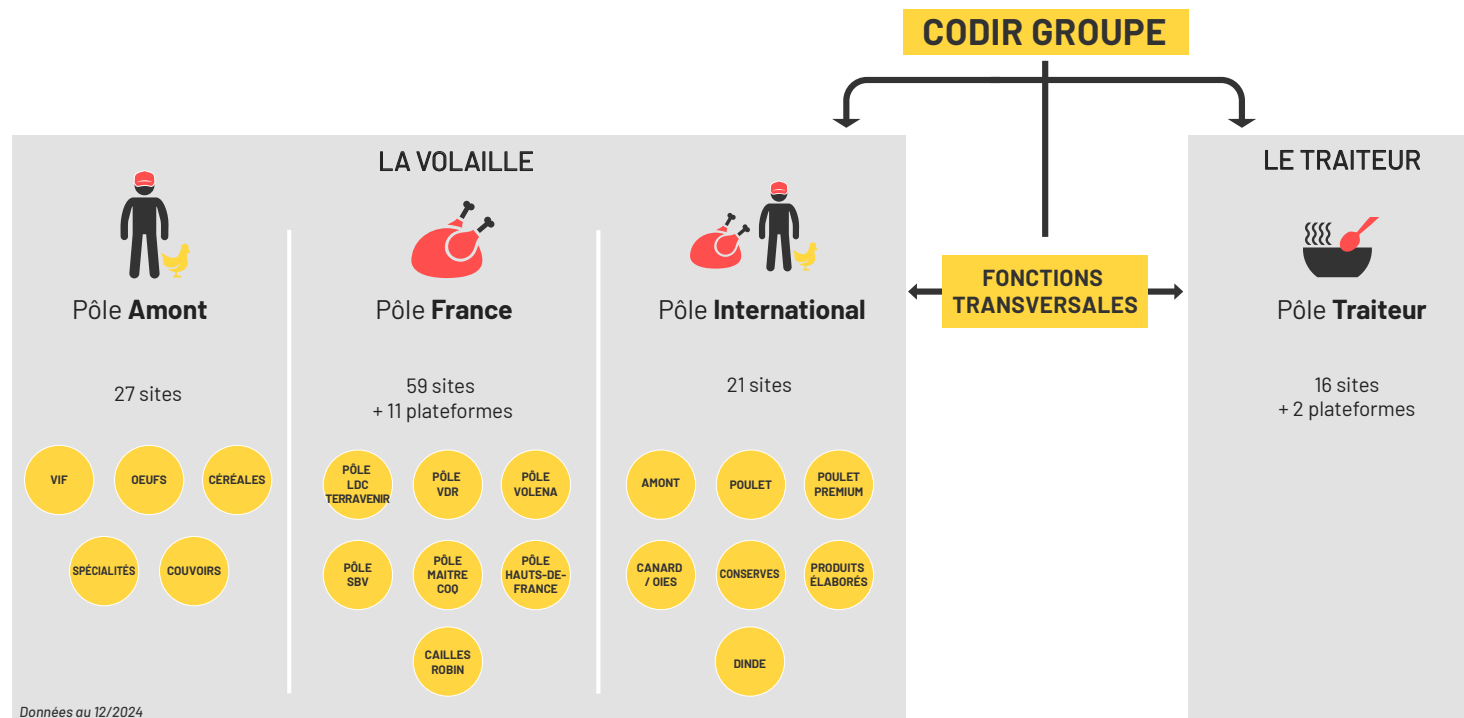 CODIR GROUPE
LA VOLAILLE
LE TRAITEUR
FONCTIONS
TRANSVERSALES
Pôle Amont
27 sites
VIF
OEUFS
CÉRÉALES
SPÉCIALITÉS
COUVOIRS
Pôle France
59 sites
+ 11 plateformes
PÔLE
LDC
TERRAVENIR
PÔLE
VDR
PÔLE
VOLENA
PÔLE
SBV
PÔLE
MAITRE
COQ
PÔLE
HAUTS-DE-
FRANCE
CAILLES
ROBIN
Pôle International
21 sites
AMONT
POULET
POULET
PREMIUM
CANARD
/ OIES
CONSERVES
PRODUITS
ÉLABORÉS
DINDE
Pôle Traiteur
16 sites
+ 2 plateformes
Données au 12/2024